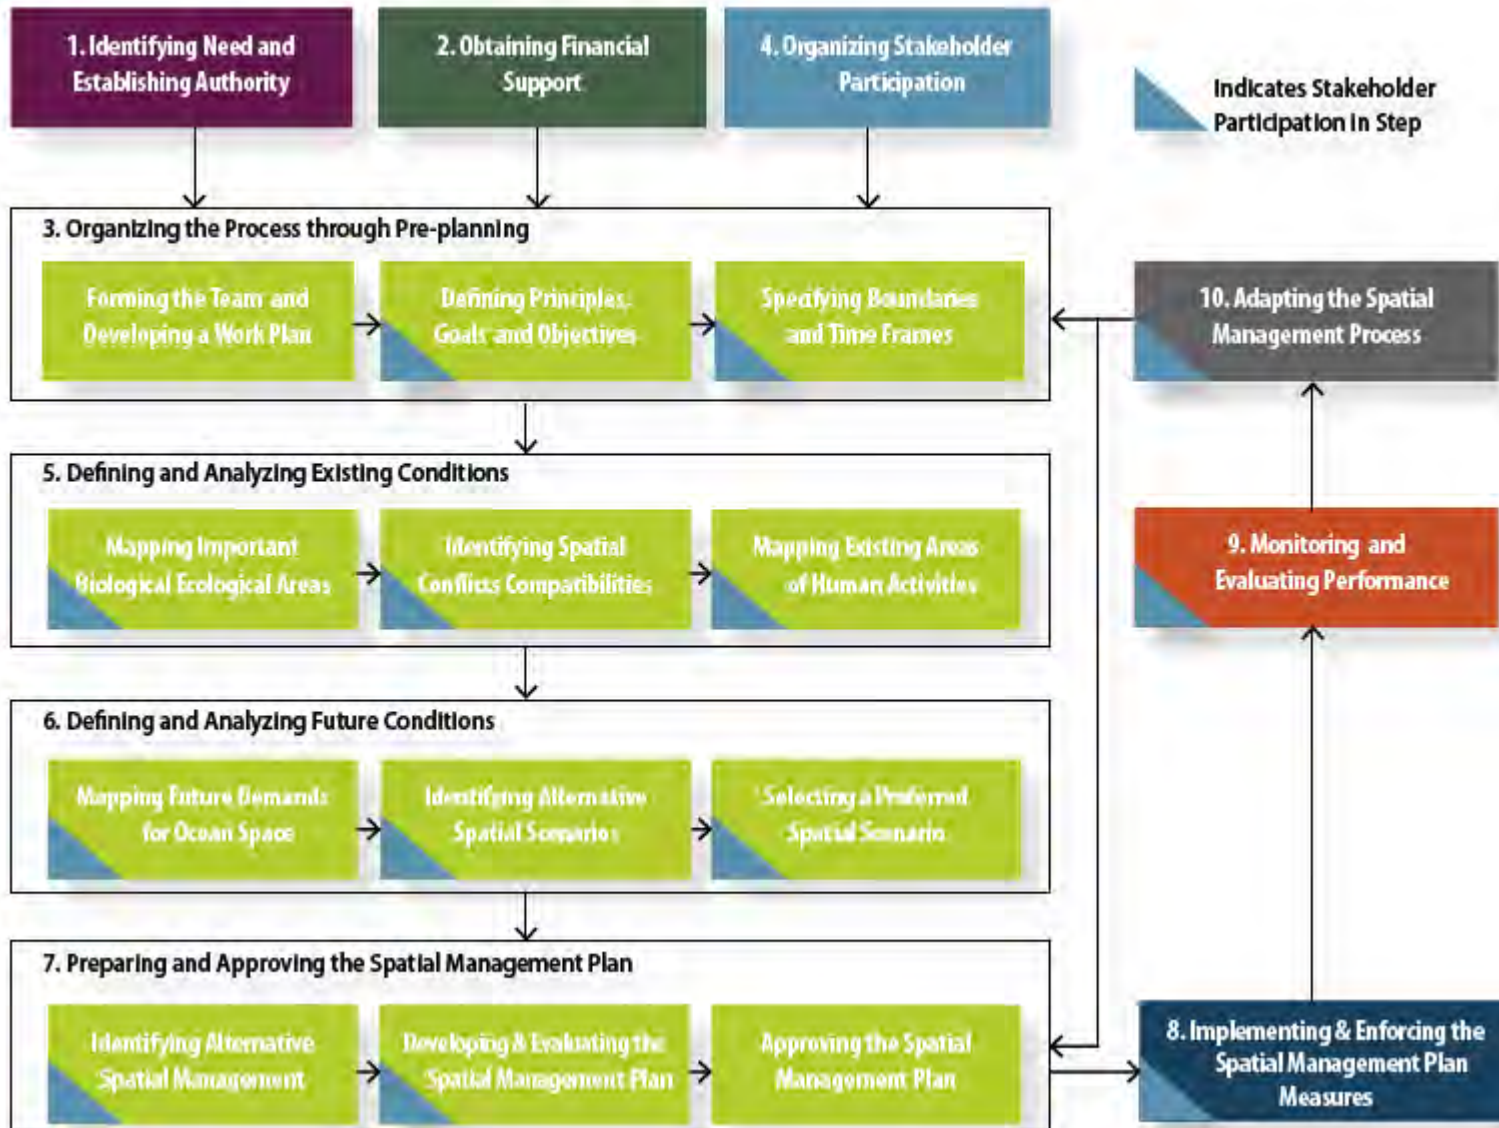 1. Identifying Need and
Establishing Authority
2. Obtaining Financial
Support
4. Organizing Stakeholder
Participation
Indicates Stakeholder
Participation in Step
3. Organizing the Process through Pre-planning
Forming the Team and
Developing a Work Plan
Defining Principles,
Goals and Objectives
Specifying Boundaries
and Time Frames
10. Adapting the Spatial
Management Process
5. Defining and Analyzing Existing Conditions
Mapping Important
Biological Ecological Areas
Identifying Spatial
Conflicts Compatibilities
Mapping Existing Areas
of Human Activities
9. Monitoring and
Evaluating Performance
6. Defining and Analyzing Future Conditions
Mapping Future Demands
for Ocean Space
Identifying Alternative
Spatial Scenarios
Selecting a Preferred
Spatial Scenario
7. Preparing and Approving the Spatial Management Plan
Identifying Alternative
Spatial Management
Developing & Evaluating the
Spatial Management Plan
Approving the Spatial
Management Plan
8. Implementing & Enforcing the
Spatial Management Plan
Measures